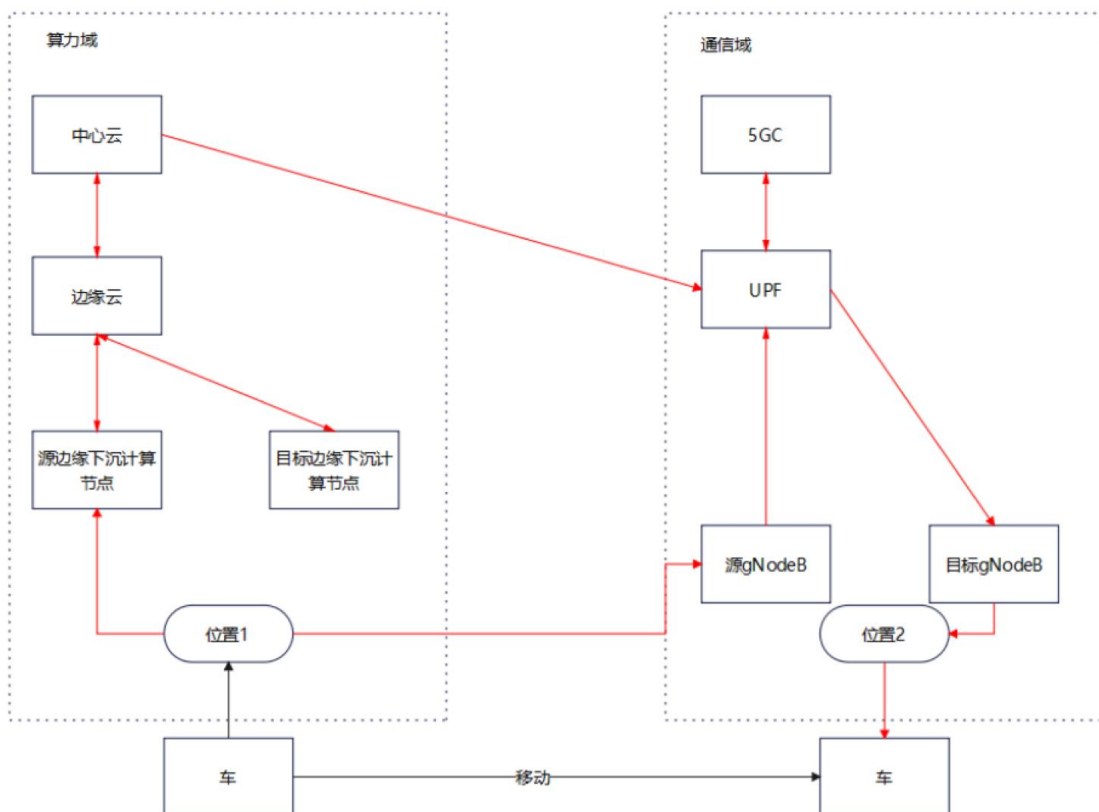 算力域
通信域
中心云
5GC
边缘云
UPF
源边缘下沉计算
节点
目标边缘下沉计
算节点
源gNodeB
目标gNodeB
位置1
位置2
车
移动
车